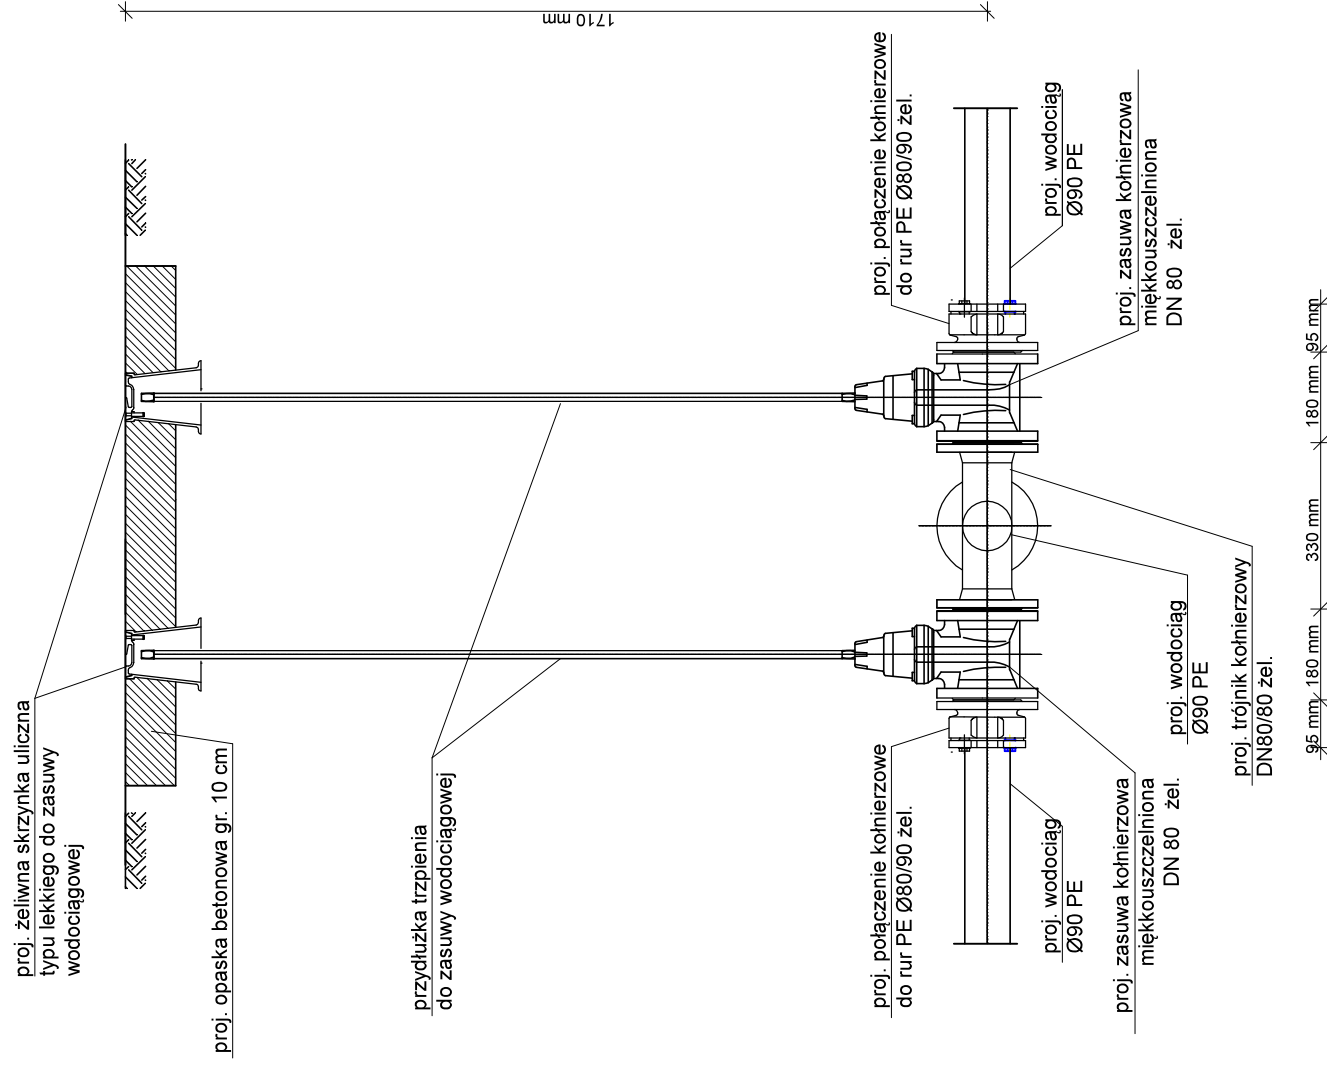 1710 mm
proj. żeliwna skrzynka uliczna
typu lekkiego do zasuwy
wodociągowej
proj. opaska betonowa gr. 10 cm
przydłużka trzpienia
do zasuwy wodociągowej
proj. połączenie kołnierzowe
do rur PE Ø80/90 żel.
proj. wodociąg
Ø90 PE
proj. zasuwa kołnierzowa
miękkouszczelniona
DN 80 żel.
proj. połączenie kołnierzowe
do rur PE Ø80/90 żel.
proj. wodociąg
Ø90 PE
proj. zasuwa kołnierzowa
miękkouszczelniona
DN 80 żel.
proj. wodociąg
Ø90 PE
proj. trójnik kołnierzowy
DN80/80 żel.
95 mm
180 mm
330 mm
180 mm
95 mm